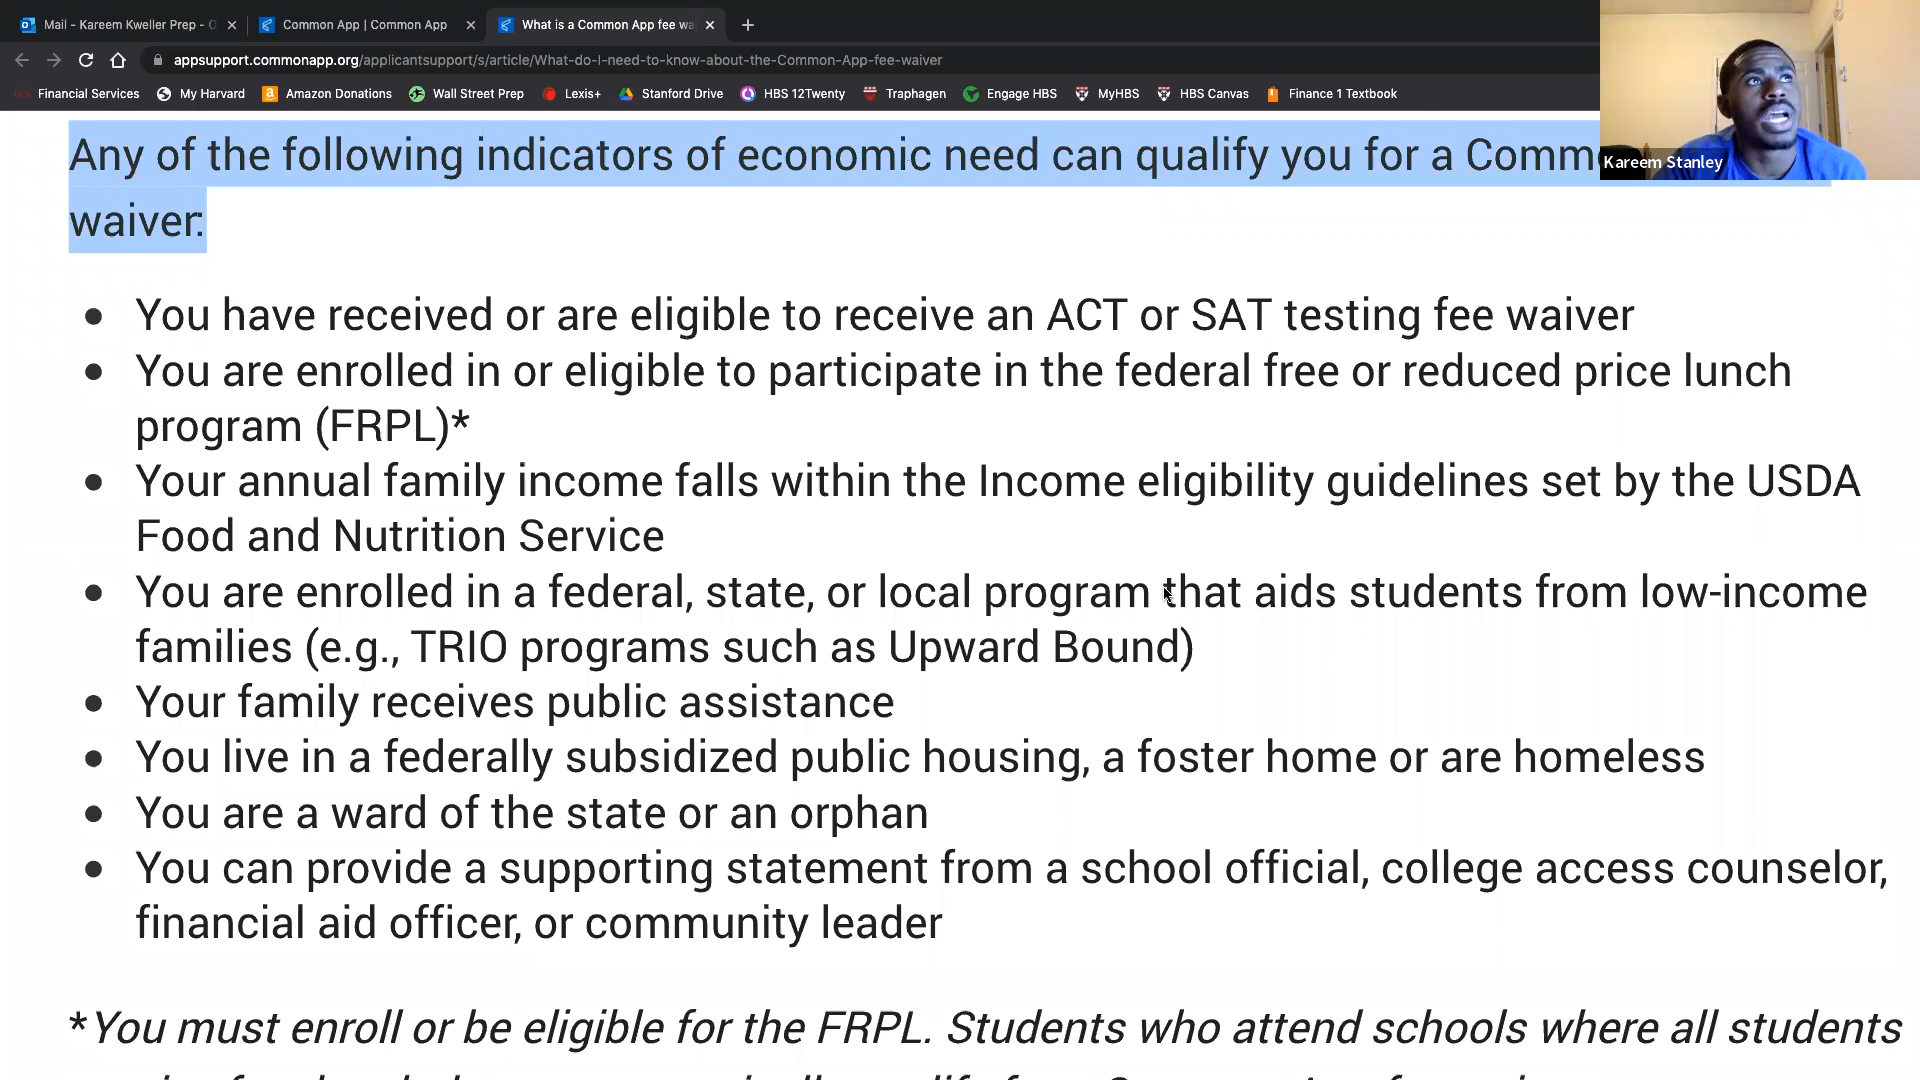 Mail - Kareem Kweller Prep -
Common App | Common App
What is a Common App fee wa
appsupport.commonapp.org/applicantsupport/s/article/What-do-I-need-to-know-about-the-Common-App-fee-waiver
Financial Services My Harvard Amazon Donations Wall Street Prep Lexis+ Stanford Drive HBS 12Twenty Traphagen Engage HBS MyHBS HBS Canvas Finance 1 Textbook
Kareem Stanley
Any of the following indicators of economic need can qualify you for a Comm
waiver:
• You have received or are eligible to receive an ACT or SAT testing fee waiver
• You are enrolled in or eligible to participate in the federal free or reduced price lunch
program (FRPL)*
• Your annual family income falls within the Income eligibility guidelines set by the USDA
Food and Nutrition Service
• You are enrolled in a federal, state, or local program that aids students from low-income
families (e.g., TRIO programs such as Upward Bound)
• Your family receives public assistance
• You live in a federally subsidized public housing, a foster home or are homeless
• You are a ward of the state or an orphan
• You can provide a supporting statement from a school official, college access counselor,
financial aid officer, or community leader
*You must enroll or be eligible for the FRPL. Students who attend schools where all students